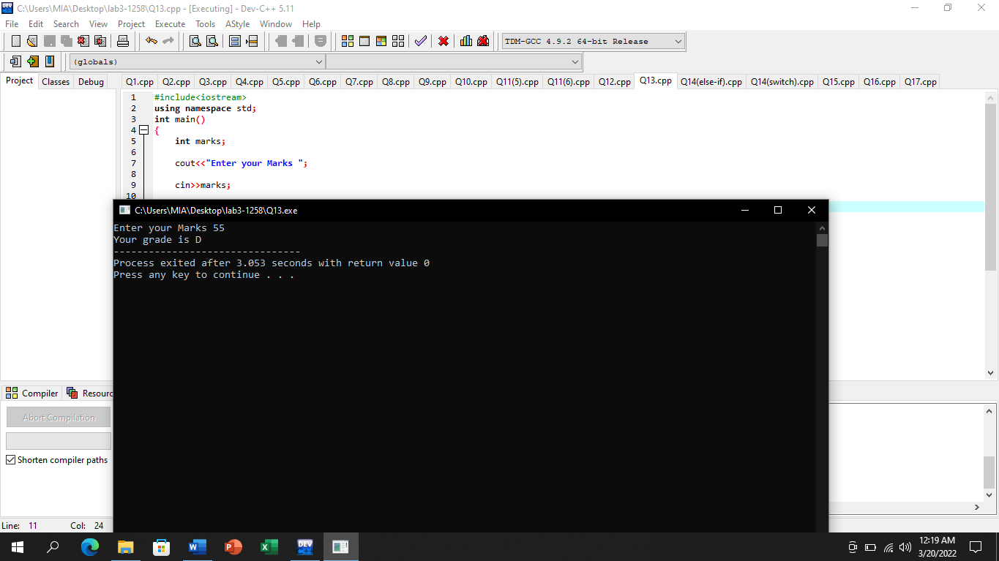 C:\Users\MIA\Desktop\lab3-1258\Q13.cpp - [Executing] - Dev-C++ 5.11
File Edit Search View Project Execute Tools AStyle Window Help
TDM-GCC 4.9.2 64-bit Release
(globals)
Project Classes Debug Q1.cpp Q2.cpp Q3.cpp Q4.cpp Q5.cpp Q6.cpp Q7.cpp Q8.cpp Q9.cpp Q10.cpp Q11(5).cpp Q11(6).cpp Q12.cpp Q13.cpp Q14(else-if).cpp Q14(switch).cpp Q15.cpp Q16.cpp Q17.cpp
1 #include<iostream>
2 using namespace std;
3 int main()
4 {
5 int marks;
6
7 cout<<"Enter your Marks ";
8
9 cin>>marks;
10
C:\Users\MIA\Desktop\lab3-1258\Q13.exe
Enter your Marks 55
Your grade is D
--------------------------------
Process exited after 3.053 seconds with return value 0
Press any key to continue . . .
Compiler Resourc
Abort Compilation
Shorten compiler paths
Line: 11 Col: 24
DEV C++
12:19 AM
3/20/2022